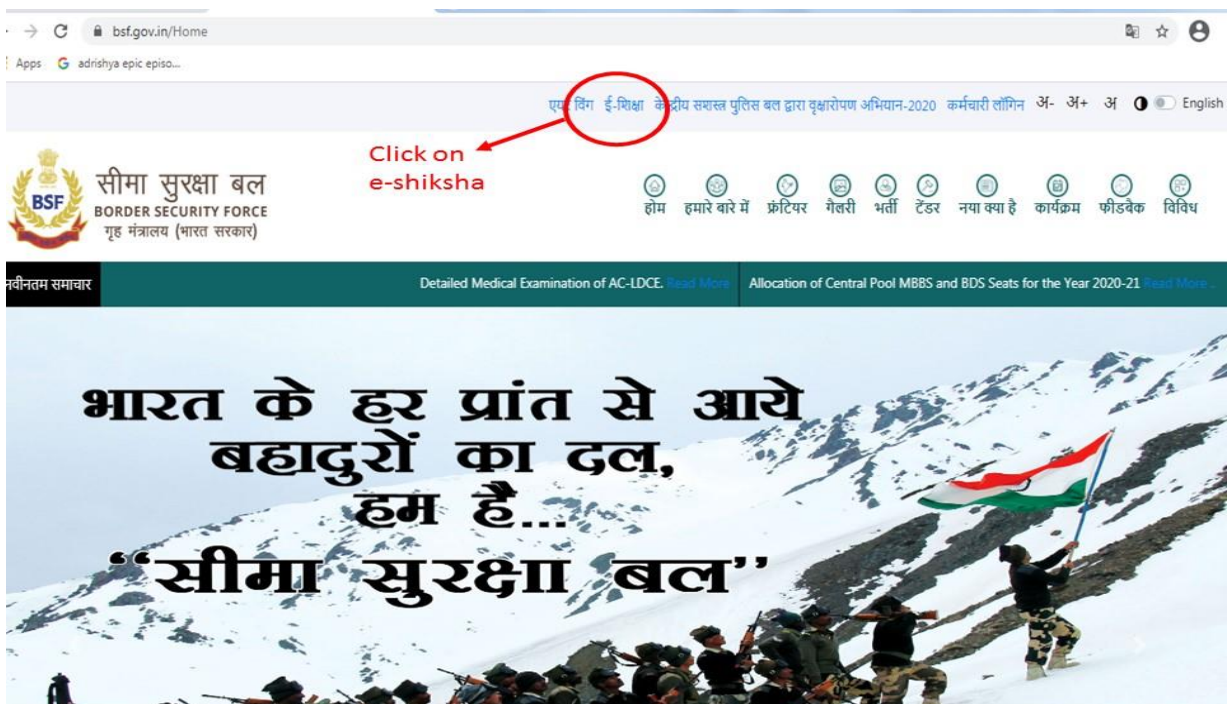 bsf.gov.in/Home
Apps G adrishya epic episo...
एयर विंग ई-शिक्षा केन्द्रीय सशस्त्र पुलिस बल द्वारा वृक्षारोपण अभियान-2020 कर्मचारी लॉगिन अ- अ+ अ English
Click on
e-shiksha
BSF
सीमा सुरक्षा बल
BORDER SECURITY FORCE
गृह मंत्रालय (भारत सरकार)
होम हमारे बारे में फ्रंटियर गैलरी भर्ती टेंडर नया क्या है कार्यक्रम फीडबैक विविध
नवीनतम समाचार Detailed Medical Examination of AC-LDCE. Read More Allocation of Central Pool MBBS and BDS Seats for the Year 2020-21 Read More .
भारत के हर प्रांत से आये
बहादुरों का दल,
हम है...
“सीमा सुरक्षा बल”